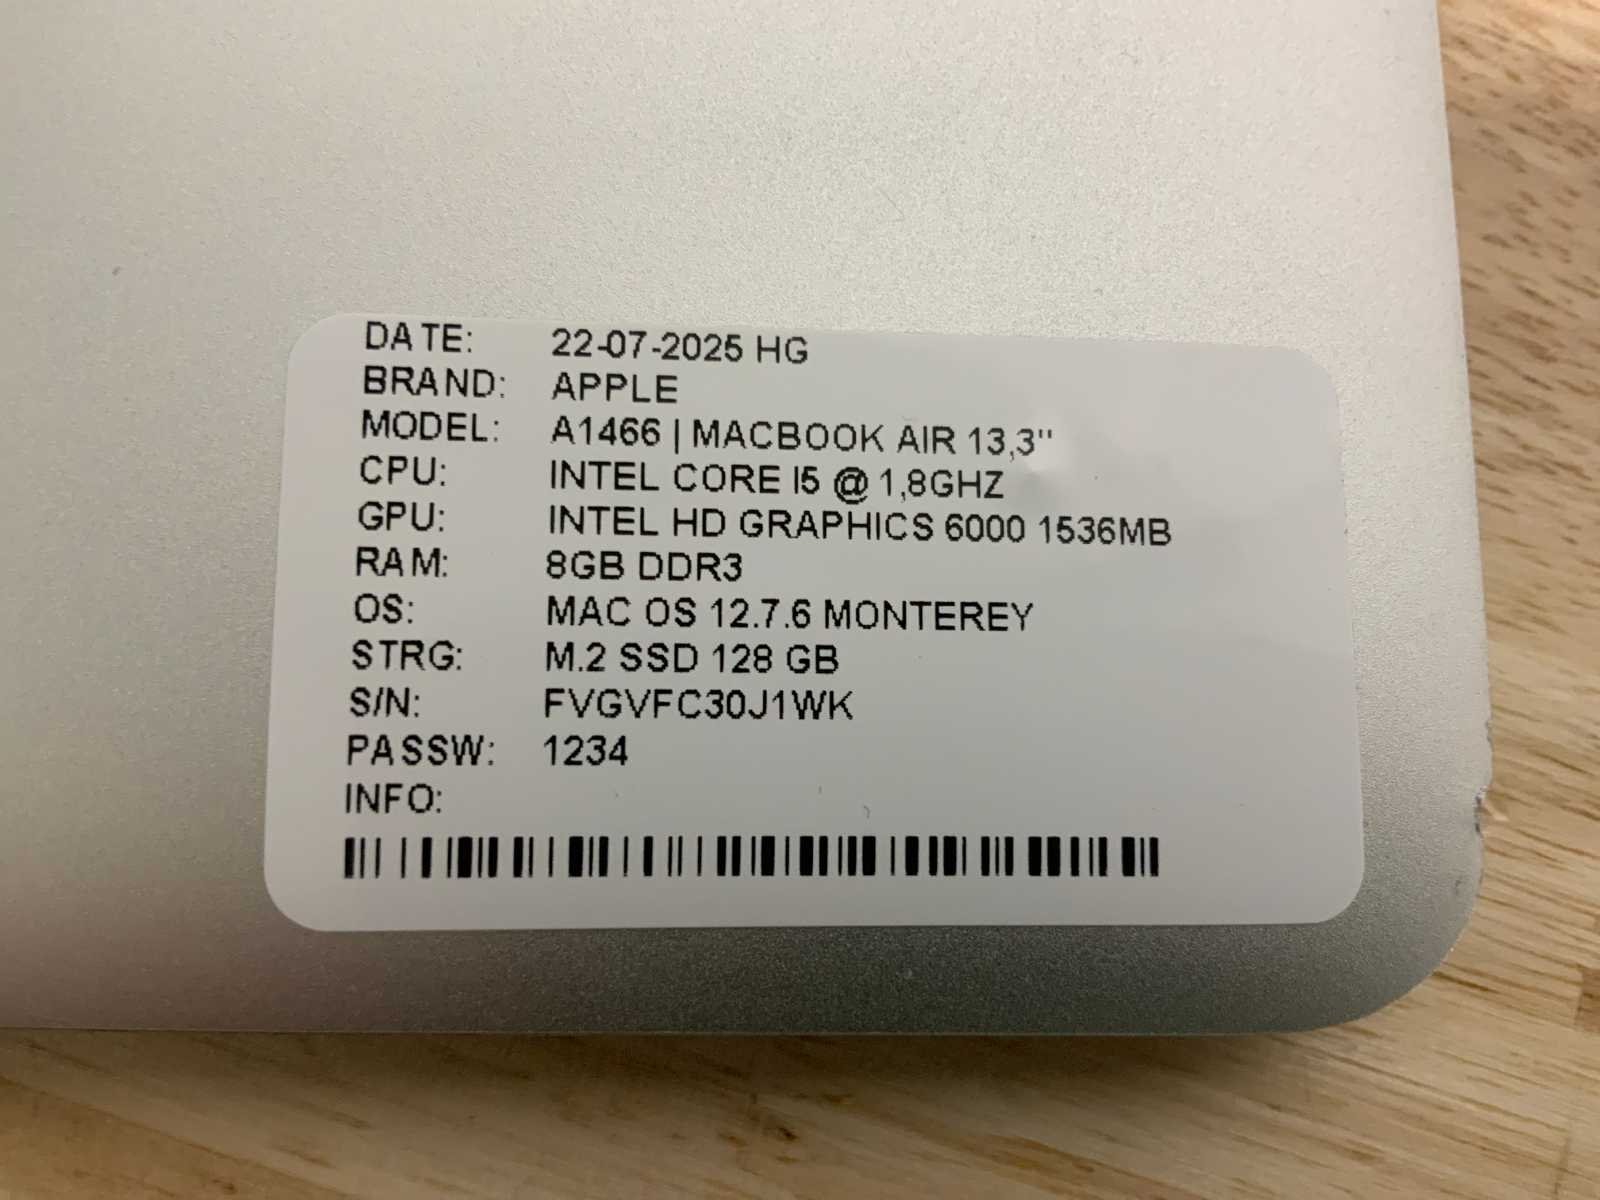 DATE: 22-07-2025 HG
BRAND: APPLE
MODEL: A1466 | MACBOOK AIR 13,3"
CPU: INTEL CORE I5 @ 1,8GHZ
GPU: INTEL HD GRAPHICS 6000 1536MB
RAM: 8GB DDR3
OS: MAC OS 12.7.6 MONTEREY
STRG: M.2 SSD 128 GB
S/N: FVGVFC30J1WK
PASSW: 1234
INFO: